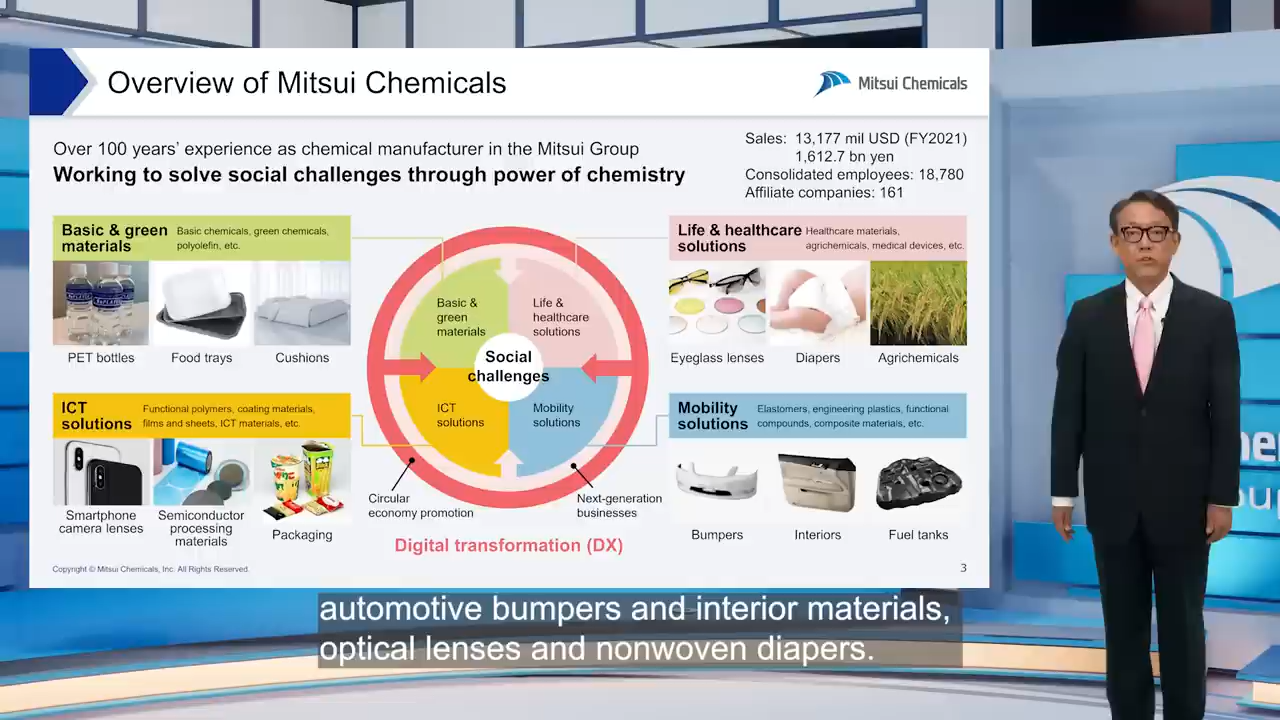 Overview of Mitsui Chemicals
Mitsui Chemicals
Over 100 years' experience as chemical manufacturer in the Mitsui Group
Working to solve social challenges through power of chemistry
Sales: 13,177 mil USD (FY2021)
1,612.7 bn yen
Consolidated employees: 18,780
Affiliate companies: 161
Basic & green
materials
Basic chemicals, green chemicals,
polyolefin, etc.
PET bottles
Food trays
Cushions
ICT
solutions
Functional polymers, coating materials,
films and sheets, ICT materials, etc.
Smartphone
camera lenses
Semiconductor
processing
materials
Packaging
Basic &
green
materials
Life &
healthcare
solutions
Social
challenges
ICT
solutions
Mobility
solutions
Circular
economy promotion
Next-generation
businesses
Digital transformation (DX)
Life & healthcare
solutions
Healthcare materials,
agrichemicals, medical devices, etc.
Eyeglass lenses
Diapers
Agrichemicals
Mobility
solutions
Elastomers, engineering plastics, functional
compounds, composite materials, etc.
Bumpers
Interiors
Fuel tanks
Copyright © Mitsui Chemicals, Inc. All Rights Reserved.
3
automotive bumpers and interior materials,
optical lenses and nonwoven diapers.